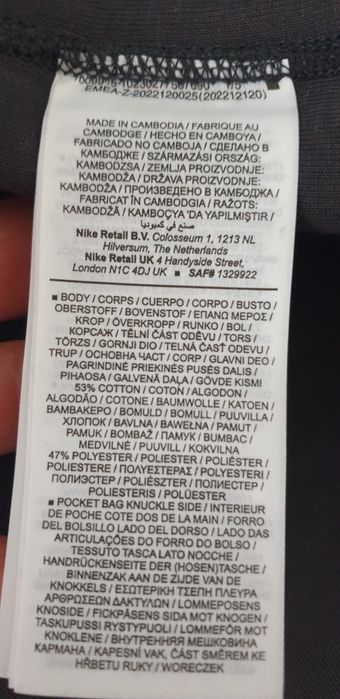 EMEA-Z-2022120025(202212120)
MADE IN CAMBODIA / FABRIQUE AU
CAMBODGE / HECHO EN CAMBOYA /
FABRICADO NO CAMBOJA / СДЕЛАНО В
КАМБОДЖЕ / SZÁRMAZÁSI ORSZÁG:
KAMBODZSA / ZEMLJA PROIZVODNJE:
KAMBODŽA / DRŽAVA PROIZVODNJE:
KAMBODŽA / ПРОИЗВЕДЕНО В КАМБОДЖА /
FABRICAT ÎN CAMBODGIA / RAŽOTS:
KAMBODŽĀ / KAMBOÇYA 'DA YAPILMIŞTIR /
صنع في كمبوديا
Nike Retail B.V. Colosseum 1, 1213 NL
Hilversum, The Netherlands
Nike Retail UK 4 Handyside Street,
London N1C 4DJ UK ■ SAF# 1329922
■ BODY / CORPS / CUERPO / CORPO / BUSTO /
OBERSTOFF / BOVENSTOF / ΕΠΑΝΩ ΜΕΡΟΣ /
KROP / ÖVERKROPP / RUNKO / BOL /
КОРСАЖ / TĚLNÍ ČÁST ODĚVU / TORS /
TÖRZS / GORNJI DIO / TELNÁ ČASŤ ODEVU /
TRUP / ОСНОВНА ЧАСТ / CORP / GLAVNI DEO /
PAGRINDINĖ PRIEKINĖS PUSĖS DALIS /
PIHAOSA / GALVENĀ DAĻA / GÖVDE KISMI
53% COTTON / COTON / ALGODON /
ALGODÃO / COTONE / BAUMWOLLE / KATOEN /
ΒΑΜΒΑΚΕΡΟ / BOMULD / BOMULL / PUUVILLA /
ХЛОПОК / BAVLNA / BAWEŁNA / PAMUT /
PAMUK / BOMBAŽ / ПАМУК / BUMBAC /
MEDVILNĖ / PUUVILL / KOKVILNA
47% POLYESTER / POLIESTER / POLIÉSTER /
POLIESTERE / ΠΟΛΥΕΣΤΕΡΑΣ / POLYESTERI /
ПОЛИЭСТЕР / POLIÉSZTER / ПОЛИЕСТЕР /
POLIESTERIS / POLÜESTER
■ POCKET BAG KNUCKLE SIDE / INTERIEUR
DE POCHE COTE DOS DE LA MAIN / FORRO
DEL BOLSILLO LADO DEL DORSO / LADO DAS
ARTICULAÇÕES DO FORRO DO BOLSO /
TESSUTO TASCA LATO NOCCHE /
HANDRÜCKENSEITE DER (HOSEN)TASCHE /
BINNENZAK AAN DE ZIJDE VAN DE
KNOKKELS / ΕΣΩΤΕΡΙΚΗ ΤΣΕΠΗ ΠΛΕΥΡΑ
ΑΡΘΡΩΣΕΩΝ ΔΑΚΤΥΛΩΝ / LOMMEPOSENS
KNOSIDE / FICKPÅSENS SIDA MOT KNOGEN /
TASKUPUSSI RYSTYPUOLI / LOMMEFÔR MOT
KNOKLENE / ВНУТРЕННЯЯ МЕШКОВИНА
КАРМАНА / KAPESNÍ VAK, ČÁST SMĚREM KE
HŘBETU RUKY / WORECZEK